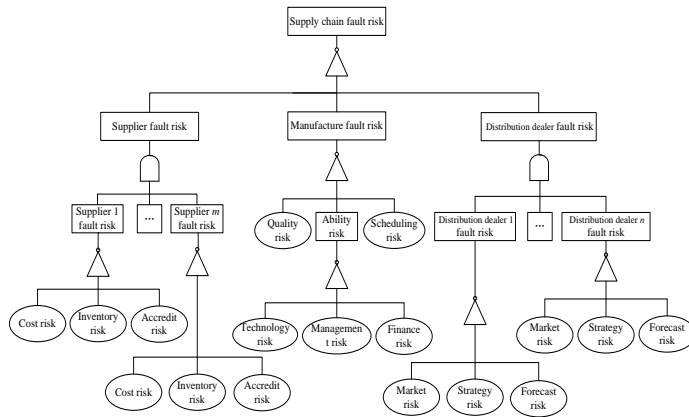 Supply chain fault risk
Supplier fault risk
Manufacture fault risk
Distribution dealer fault risk
Supplier 1
fault risk
...
Supplier m
fault risk
Quality
risk
Ability
risk
Scheduling
risk
Distribution dealer 1
fault risk
...
Distribution dealer n
fault risk
Cost risk
Inventory
risk
Accredit
risk
Technology
risk
Managemen
t risk
Finance
risk
Market
risk
Strategy
risk
Forecast
risk
Cost risk
Inventory
risk
Accredit
risk
Market
risk
Strategy
risk
Forecast
risk